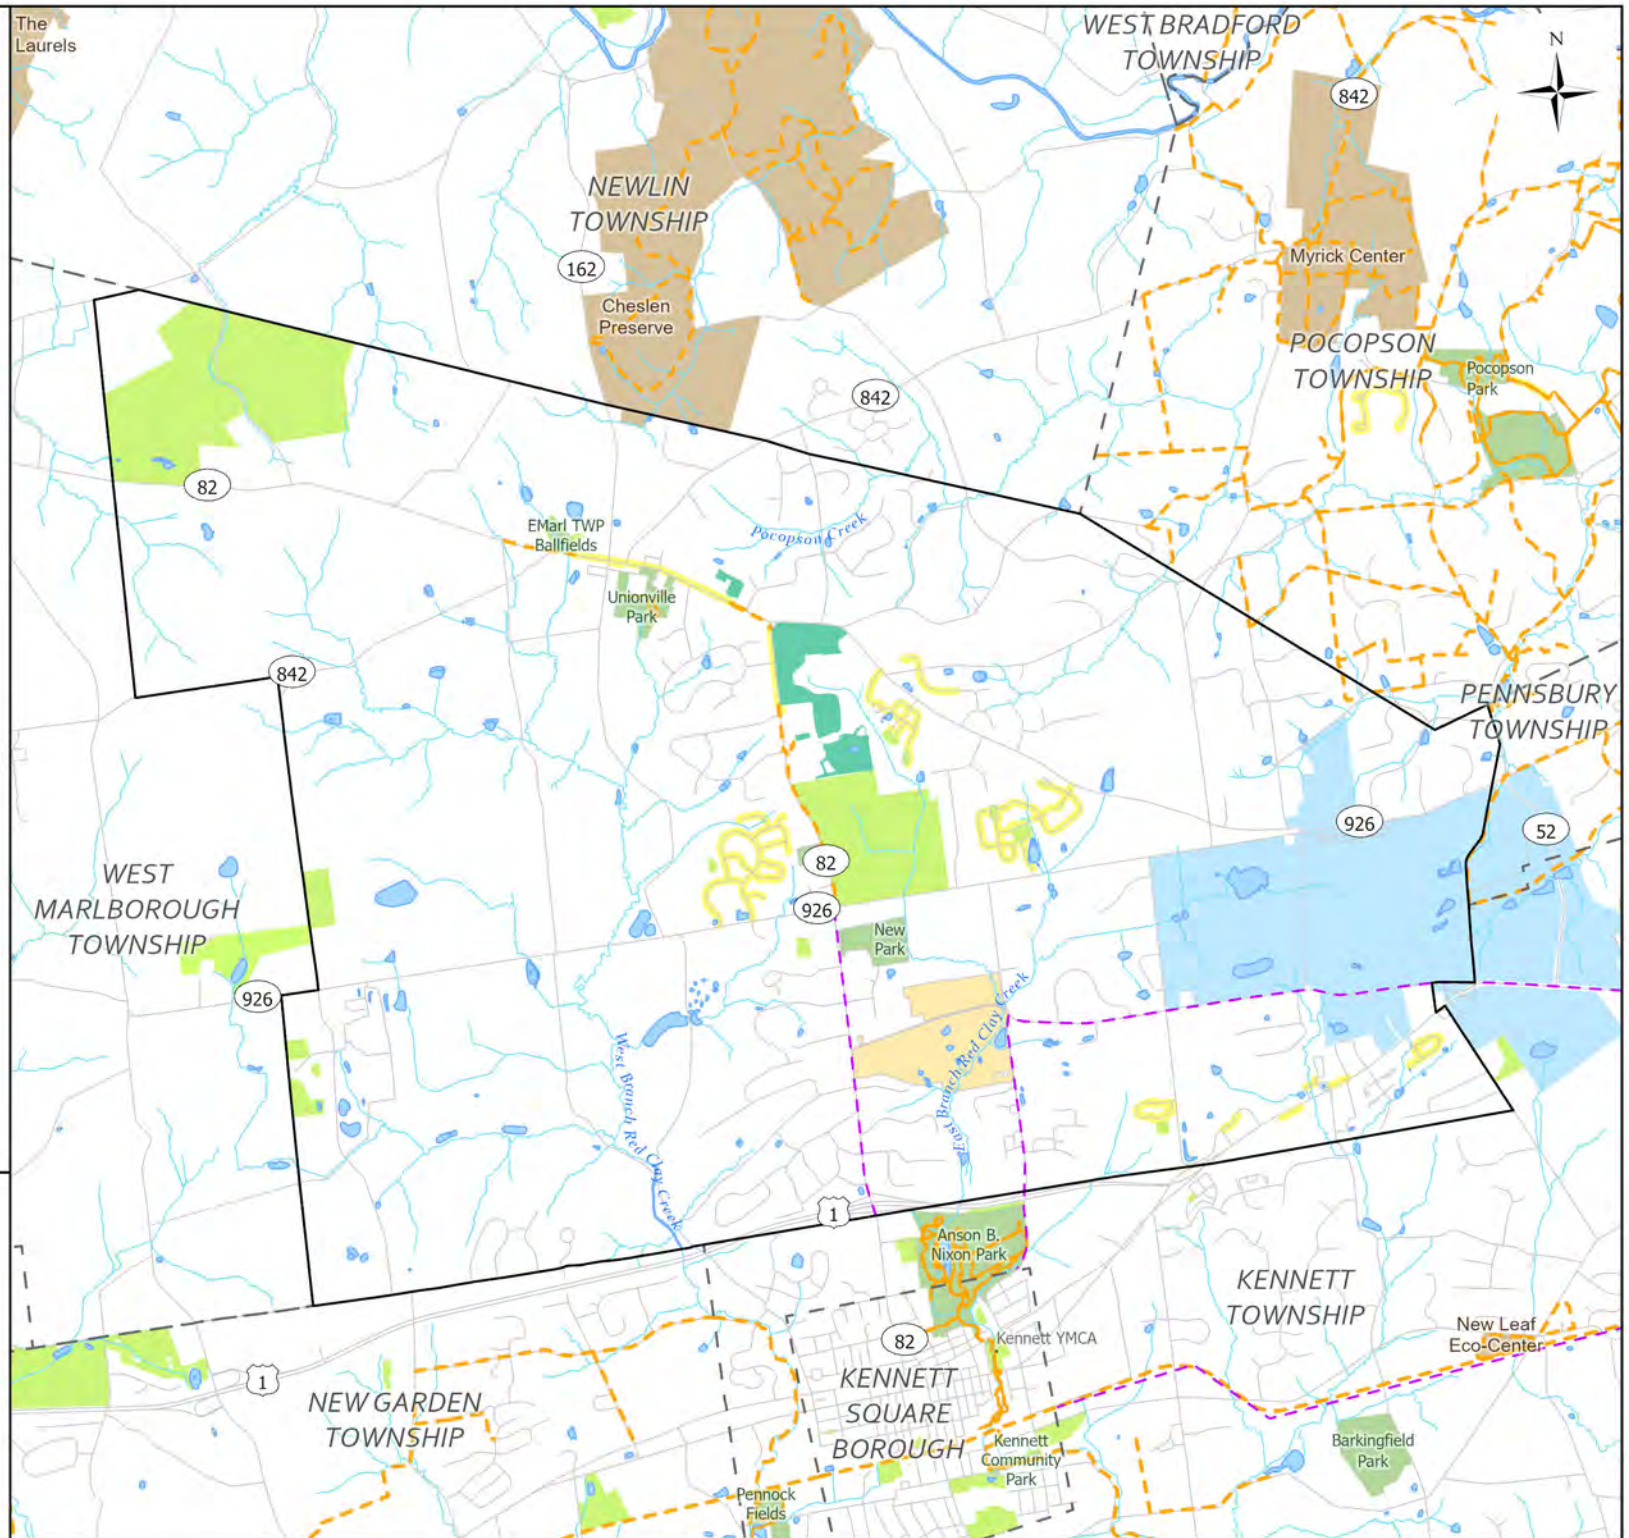 The
Laurels
WEST BRADFORD
TOWNSHIP
N
842
NEWLIN
TOWNSHIP
162
Myrick Center
Cheslen
Preserve
POCOPSON
TOWNSHIP
Pocopson
Park
842
82
EMarl TWP
Ballfields
Pocopson Creek
Unionville
Park
842
PENNSBURY
TOWNSHIP
926
52
82
WEST
MARLBOROUGH
TOWNSHIP
926
New
Park
926
West Branch Red Clay Creek
East Branch Red Clay Creek
1
Anson B.
Nixon Park
KENNETT
TOWNSHIP
82
Kennett YMCA
New Leaf
Eco-Center
1
KENNETT
SQUARE
BOROUGH
NEW GARDEN
TOWNSHIP
Kennett
Community
Park
Barkingfield
Park
Pennock
Fields